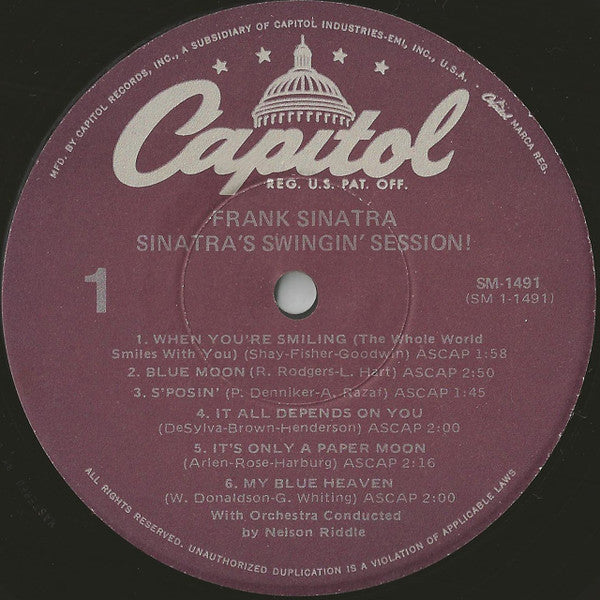 MFD. BY CAPITOL RECORDS, INC., A SUBSIDIARY OF CAPITOL INDUSTRIES-EMI, INC., U.S.A.
Capitol MARCA REG.
Capitol
REG. U.S. PAT. OFF.
FRANK SINATRA
SINATRA'S SWINGIN' SESSION!
1
SM-1491
(SM 1-1491)
1. WHEN YOU'RE SMILING (The Whole World
Smiles With You) (Shay-Fisher-Goodwin) ASCAP 1:58
2. BLUE MOON (R. Rodgers-L. Hart) ASCAP 2:50
3. S'POSIN' (P. Denniker-A. Razaf) ASCAP 1:45
4. IT ALL DEPENDS ON YOU
(DeSylva-Brown-Henderson) ASCAP 2:00
5. IT'S ONLY A PAPER MOON
(Arlen-Rose-Harburg) ASCAP 2:16
6. MY BLUE HEAVEN
(W. Donaldson-G. Whiting) ASCAP 2:00
With Orchestra Conducted
by Nelson Riddle
ALL RIGHTS RESERVED. UNAUTHORIZED DUPLICATION IS A VIOLATION OF APPLICABLE LAWS